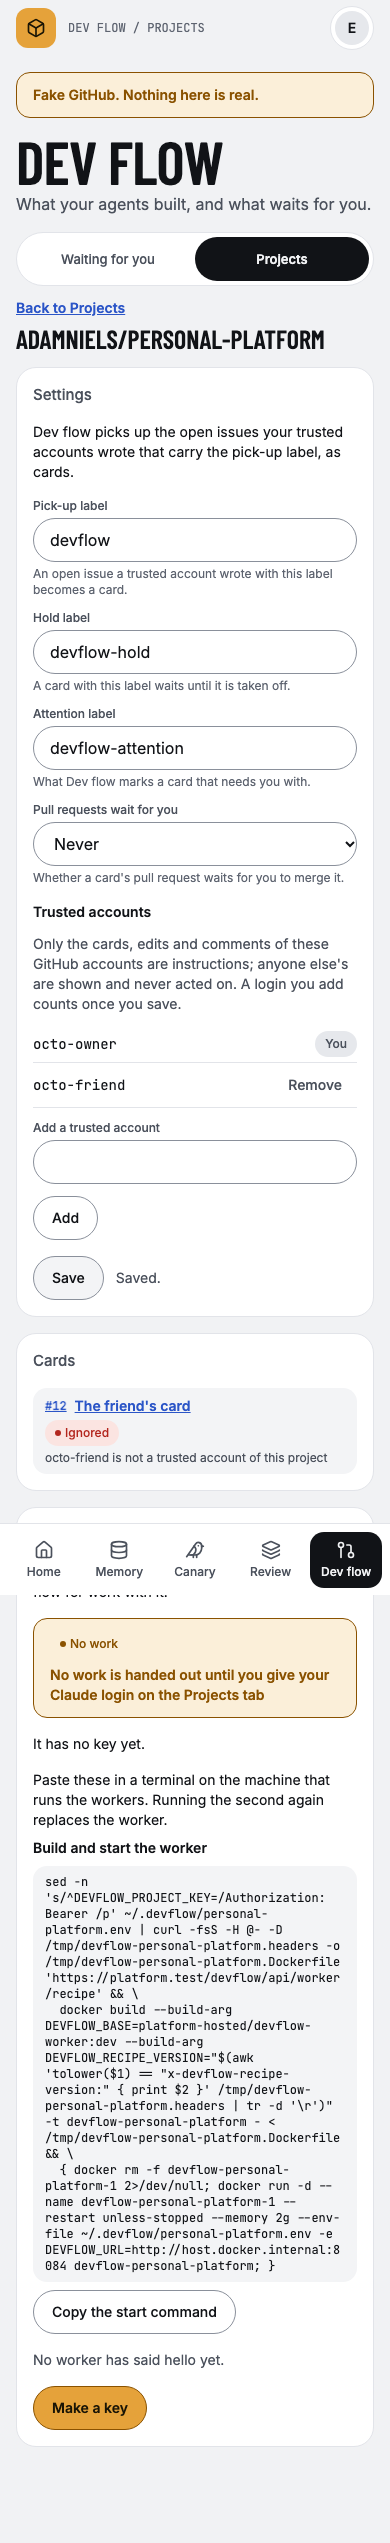 DEV FLOW / PROJECTS
E
Fake GitHub. Nothing here is real.
DEV FLOW
What your agents built, and what waits for you.
Waiting for you
Projects
Back to Projects
ADAMNIELS/PERSONAL-PLATFORM
Settings
Dev flow picks up the open issues your trusted
accounts wrote that carry the pick-up label, as
cards.
Pick-up label
devflow
An open issue a trusted account wrote with this label
becomes a card.
Hold label
devflow-hold
A card with this label waits until it is taken off.
Attention label
devflow-attention
What Dev flow marks a card that needs you with.
Pull requests wait for you
Never
Whether a card's pull request waits for you to merge it.
Trusted accounts
Only the cards, edits and comments of these
GitHub accounts are instructions; anyone else's
are shown and never acted on. A login you add
counts once you save.
octo-owner
You
octo-friend
Remove
Add a trusted account
Add
Save
Saved.
Cards
#12 The friend's card
Ignored
octo-friend is not a trusted account of this project
Home
Memory
Canary
Review
Dev flow
No work
No work is handed out until you give your
Claude login on the Projects tab
It has no key yet.
Paste these in a terminal on the machine that
runs the workers. Running the second again
replaces the worker.
Build and start the worker
sed -n
's/^DEVFLOW_PROJECT_KEY=/Authorization:
Bearer /p' ~/.devflow/personal-
platform.env | curl -fsS -H @- -D
/tmp/devflow-personal-platform.headers -o
/tmp/devflow-personal-platform.Dockerfile
'https://platform.test/devflow/api/worker
/recipe' && \
  docker build --build-arg
DEVFLOW_BASE=platform-hosted/devflow-
worker:dev --build-arg
DEVFLOW_RECIPE_VERSION="$(awk
'tolower($1) == "x-devflow-recipe-
version:" { print $2 }' /tmp/devflow-
personal-platform.headers | tr -d '\r')"
-t devflow-personal-platform - <
/tmp/devflow-personal-platform.Dockerfile
&& \
  { docker rm -f devflow-personal-
platform-1 2>/dev/null; docker run -d --
name devflow-personal-platform-1 --
restart unless-stopped --memory 2g --env-
file ~/.devflow/personal-platform.env -e
DEVFLOW_URL=http://host.docker.internal:8
084 devflow-personal-platform; }
Copy the start command
No worker has said hello yet.
Make a key